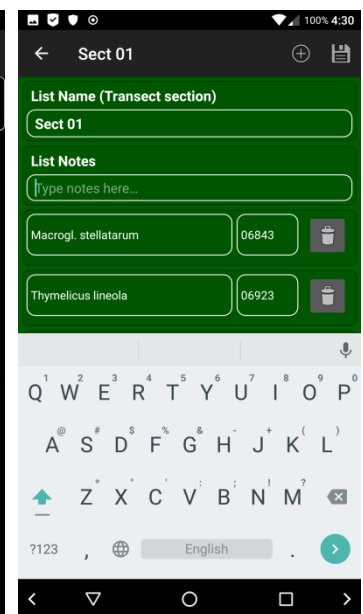 100% 4:30
Sect 01
List Name (Transect section)
Sect 01
List Notes
Type notes here...
Macrogl. stellatarum 06843
Thymelicus lineola 06923
1 2 3 4 5 6 7 8 9 0
Q W E R T Y U I O P
@ # $ % & - + ( )
A S D F G H J K L
* " ' : ; ! ?
Z X C V B N M
?123 , English .